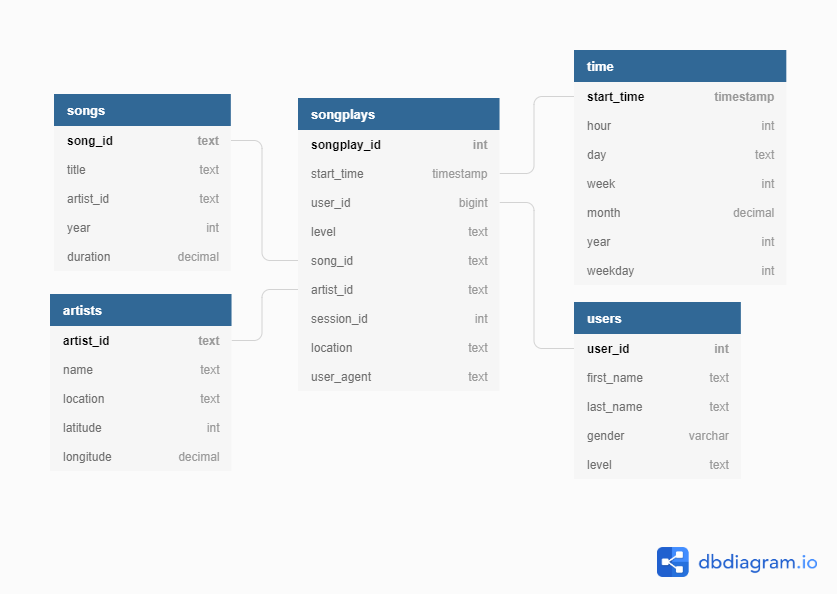 songs
song_id text
title text
artist_id text
year int
duration decimal
artists
artist_id text
name text
location text
latitude int
longitude decimal
songplays
songplay_id int
start_time timestamp
user_id bigint
level text
song_id text
artist_id text
session_id int
location text
user_agent text
time
start_time timestamp
hour int
day text
week int
month decimal
year int
weekday int
users
user_id int
first_name text
last_name text
gender varchar
level text
dbdiagram.io